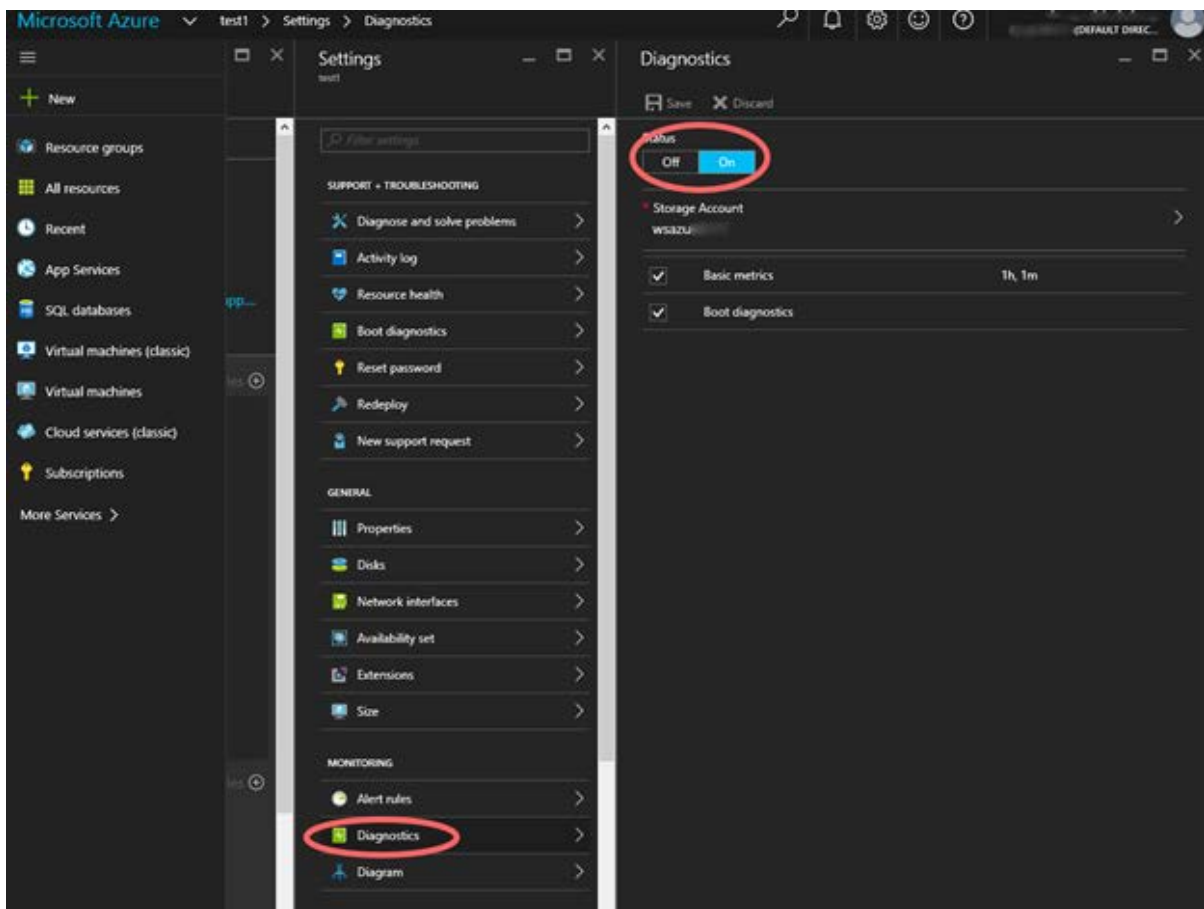 Microsoft Azure test1 > Settings > Diagnostics
(DEFAULT DIREC...
New
Resource groups
All resources
Recent
App Services
SQL databases
Virtual machines (classic)
Virtual machines
Cloud services (classic)
Subscriptions
More Services >
app...
Settings
test1
Filter settings
SUPPORT + TROUBLESHOOTING
Diagnose and solve problems
Activity log
Resource health
Boot diagnostics
Reset password
Redeploy
New support request
GENERAL
Properties
Disks
Network interfaces
Availability set
Extensions
Size
MONITORING
Alert rules
Diagnostics
Diagram
Diagnostics
Save Discard
Status
Off On
* Storage Account
wsazu
Basic metrics 1h, 1m
Boot diagnostics